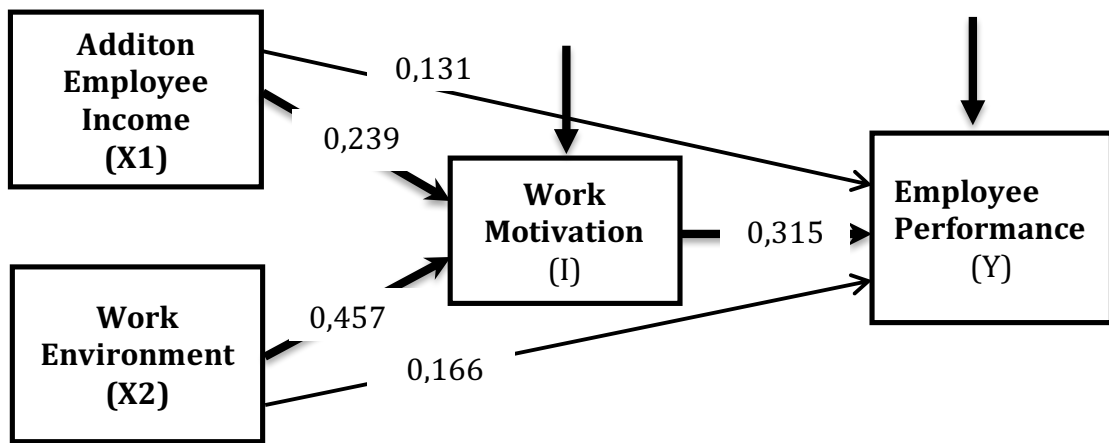 Additon
Employee
Income
(X1)
0,131
0,239
Work
Motivation
(I)
0,315
Employee
Performance
(Y)
Work
Environment
(X2)
0,457
0,166